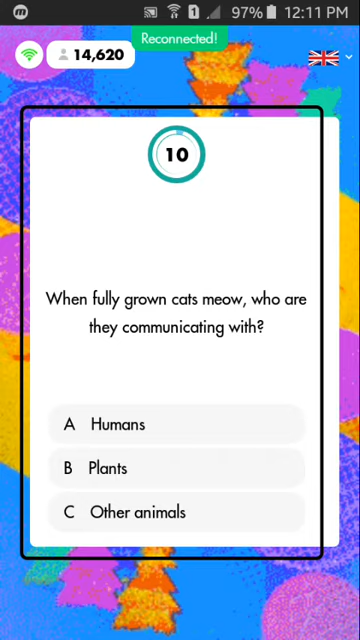 97% 12:11 PM
Reconnected!
14,620
10
When fully grown cats meow, who are
they communicating with?
A Humans
B Plants
C Other animals